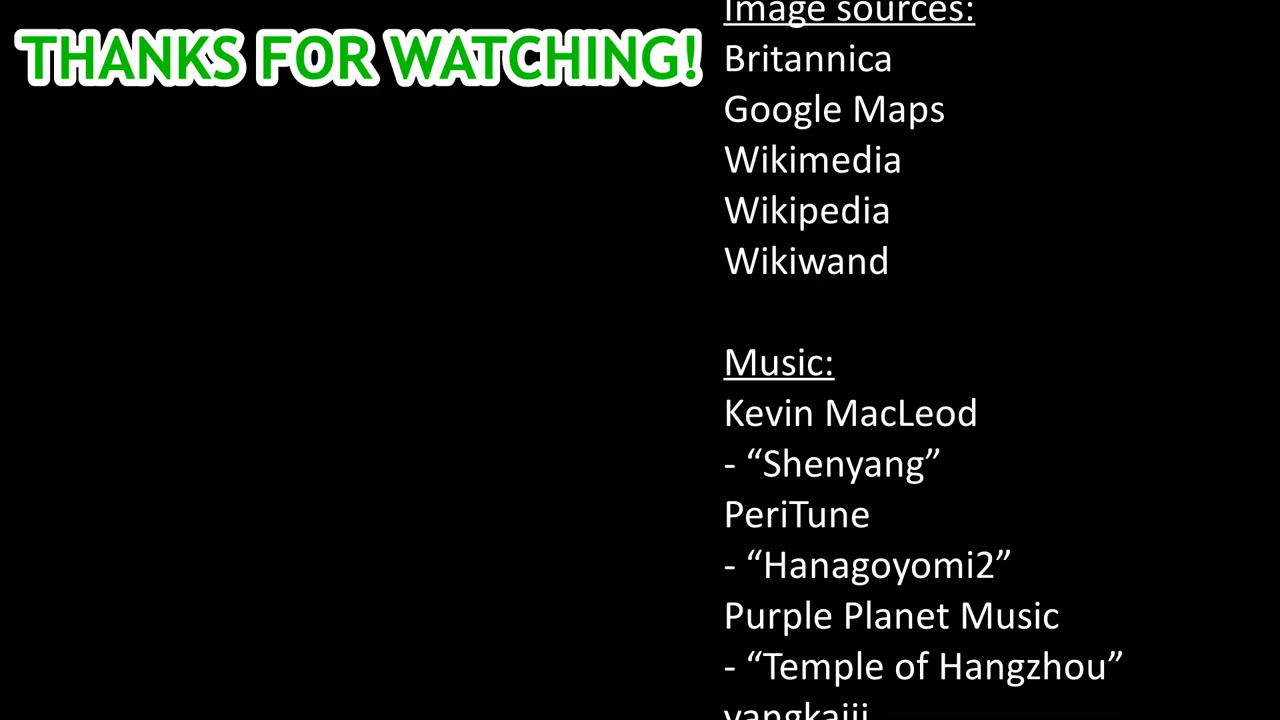 THANKS FOR WATCHING!
Image sources:
Britannica
Google Maps
Wikimedia
Wikipedia
Wikiwand
Music:
Kevin MacLeod
- “Shenyang”
PeriTune
- “Hanagoyomi2”
Purple Planet Music
- “Temple of Hangzhou”